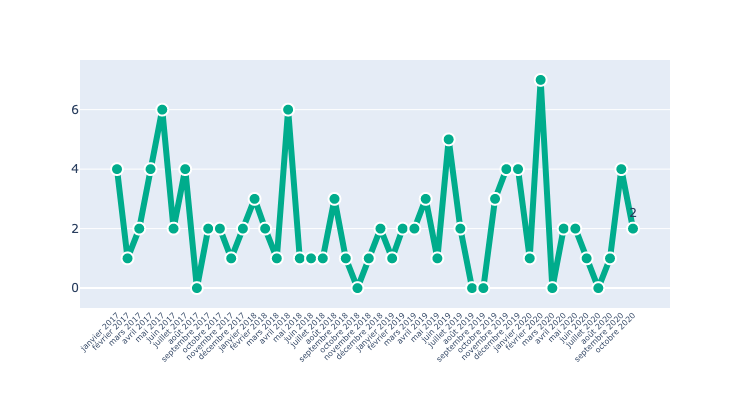 6
4
2
0
2
janvier 2017
février 2017
mars 2017
avril 2017
mai 2017
juin 2017
juillet 2017
août 2017
septembre 2017
octobre 2017
novembre 2017
décembre 2017
janvier 2018
février 2018
mars 2018
avril 2018
mai 2018
juin 2018
juillet 2018
août 2018
septembre 2018
octobre 2018
novembre 2018
décembre 2018
janvier 2019
février 2019
mars 2019
avril 2019
mai 2019
juin 2019
juillet 2019
août 2019
septembre 2019
octobre 2019
novembre 2019
décembre 2019
janvier 2020
février 2020
mars 2020
avril 2020
mai 2020
juin 2020
juillet 2020
août 2020
septembre 2020
octobre 2020